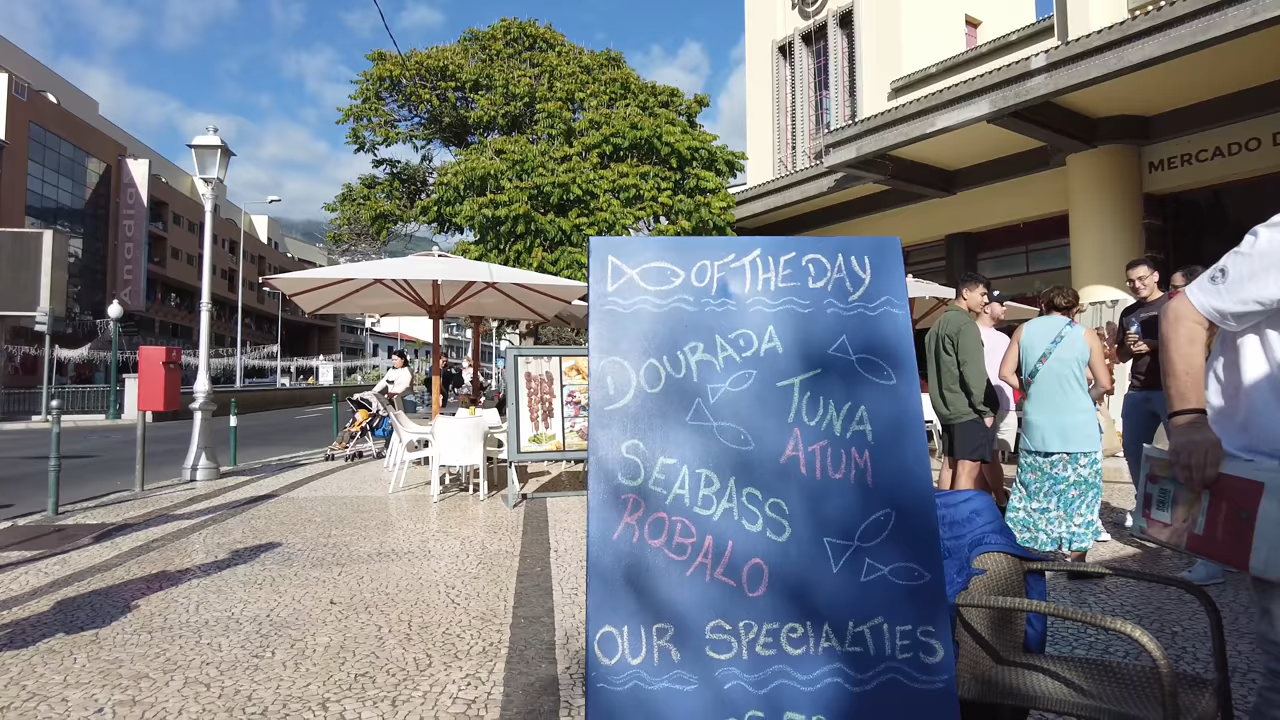 OF THE DAY
DOURADA
TUNA
ATUM
SEABASS
ROBALO
OUR SPECIALTIES
MERCADO D
Anadia